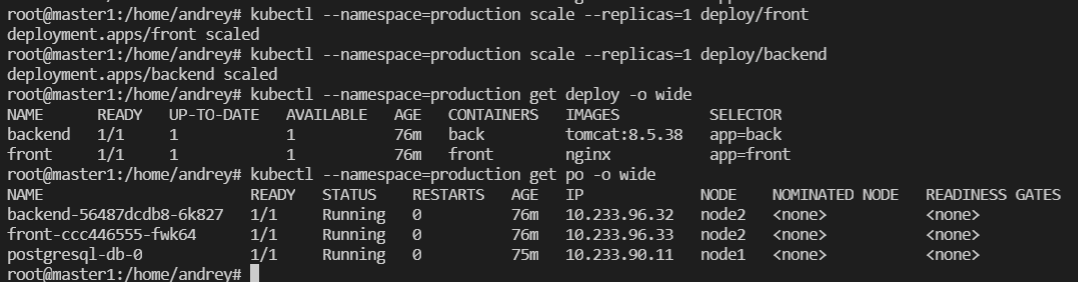 root@master1:/home/andrey# kubectl --namespace=production scale --replicas=1 deploy/front
deployment.apps/front scaled
root@master1:/home/andrey# kubectl --namespace=production scale --replicas=1 deploy/backend
deployment.apps/backend scaled
root@master1:/home/andrey# kubectl --namespace=production get deploy -o wide
NAME READY UP-TO-DATE AVAILABLE AGE CONTAINERS IMAGES SELECTOR
backend 1/1 1 1 76m back tomcat:8.5.38 app=back
front 1/1 1 1 76m front nginx app=front
root@master1:/home/andrey# kubectl --namespace=production get po -o wide
NAME READY STATUS RESTARTS AGE IP NODE NOMINATED NODE READINESS GATES
backend-56487dcdb8-6k827 1/1 Running 0 76m 10.233.96.32 node2 <none> <none>
front-ccc446555-fwk64 1/1 Running 0 76m 10.233.96.33 node2 <none> <none>
postgresql-db-0 1/1 Running 0 75m 10.233.90.11 node1 <none> <none>
root@master1:/home/andrey#